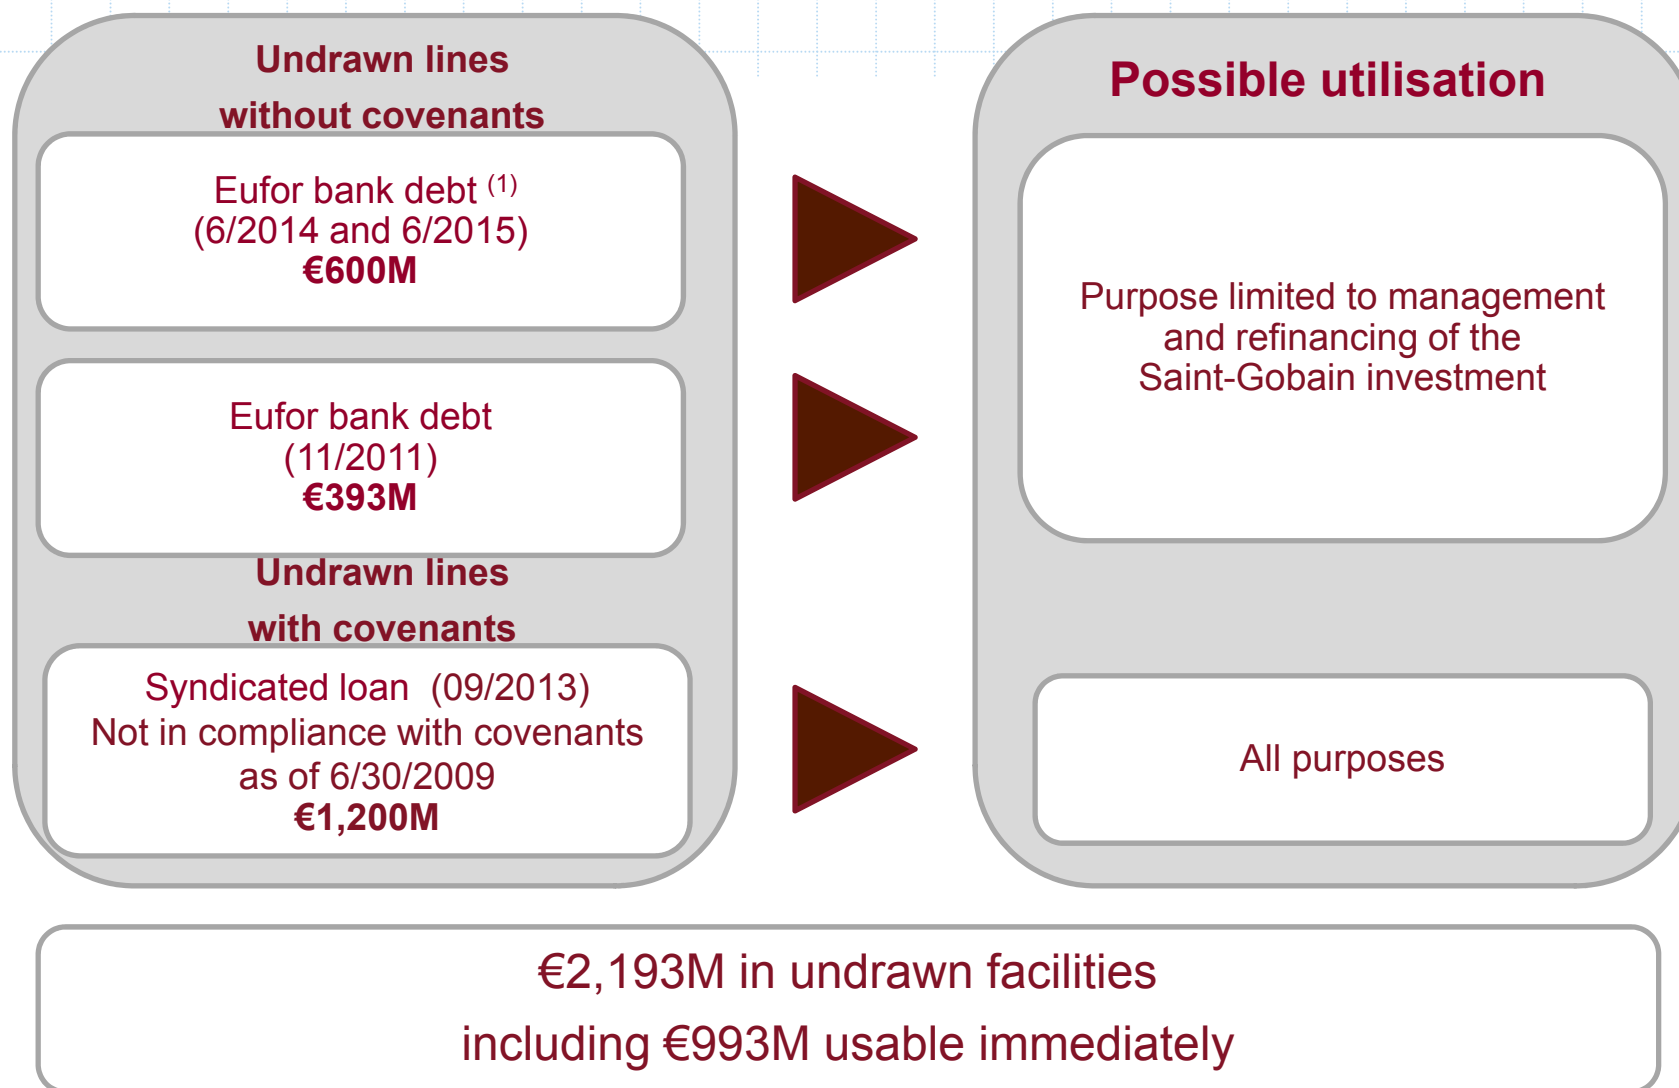 Undrawn lines
without covenants
Eufor bank debt (1)
(6/2014 and 6/2015)
€600M
Eufor bank debt
(11/2011)
€393M
Undrawn lines
with covenants
Syndicated loan (09/2013)
Not in compliance with covenants
as of 6/30/2009
€1,200M
Possible utilisation
Purpose limited to management
and refinancing of the
Saint-Gobain investment
All purposes
€2,193M in undrawn facilities
including €993M usable immediately